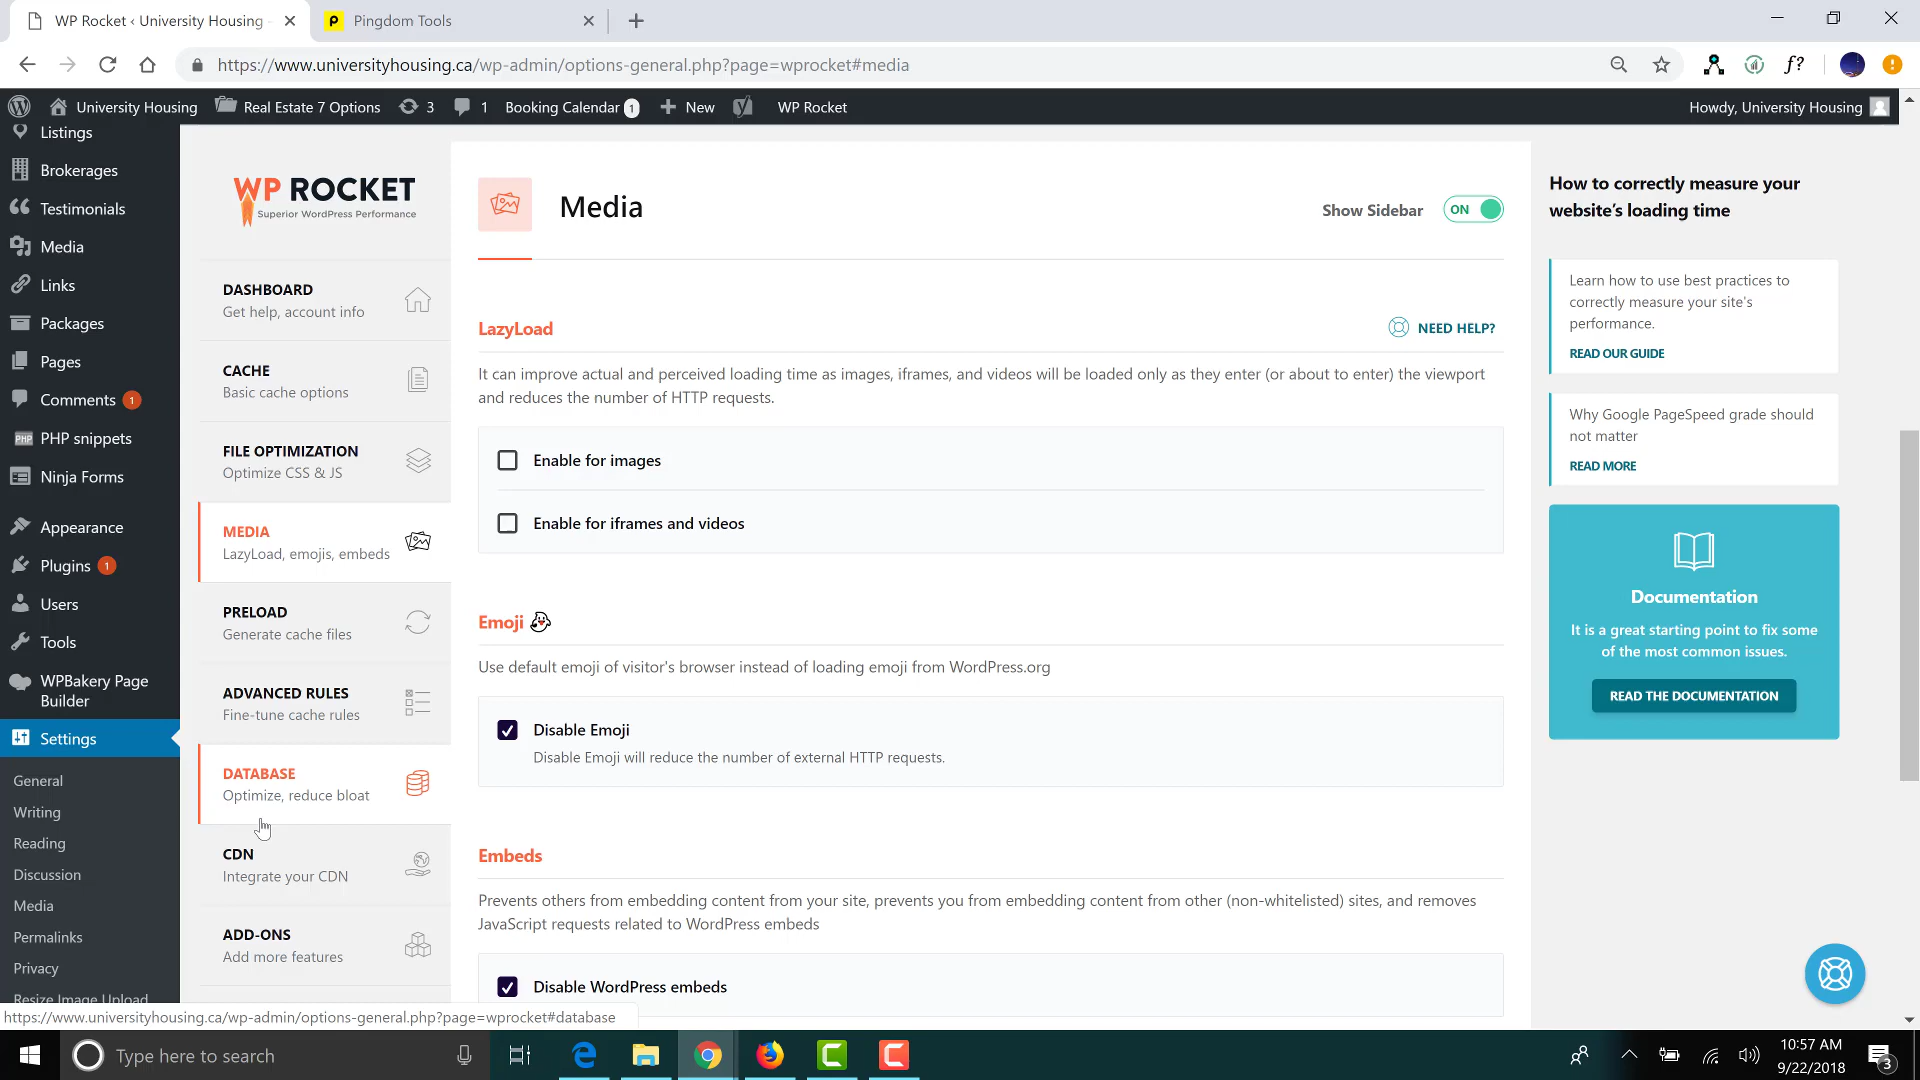 WP Rocket ‹ University Housing -
Pingdom Tools
https://www.universityhousing.ca/wp-admin/options-general.php?page=wprocket#media
f?
University Housing
Real Estate 7 Options
3
1
Booking Calendar 1
New
WP Rocket
Howdy, University Housing
Listings
Brokerages
Testimonials
Media
Links
Packages
Pages
Comments 1
PHP PHP snippets
Ninja Forms
Appearance
Plugins 1
Users
Tools
WPBakery Page
Builder
Settings
General
Writing
Reading
Discussion
Media
Permalinks
Privacy
Resize Image Upload
WP ROCKET
Superior WordPress Performance
DASHBOARD
Get help, account info
CACHE
Basic cache options
FILE OPTIMIZATION
Optimize CSS & JS
MEDIA
LazyLoad, emojis, embeds
PRELOAD
Generate cache files
ADVANCED RULES
Fine-tune cache rules
DATABASE
Optimize, reduce bloat
CDN
Integrate your CDN
ADD-ONS
Add more features
Media
Show Sidebar ON
LazyLoad
NEED HELP?
It can improve actual and perceived loading time as images, iframes, and videos will be loaded only as they enter (or about to enter) the viewport
and reduces the number of HTTP requests.
Enable for images
Enable for iframes and videos
Emoji
Use default emoji of visitor's browser instead of loading emoji from WordPress.org
Disable Emoji
Disable Emoji will reduce the number of external HTTP requests.
Embeds
Prevents others from embedding content from your site, prevents you from embedding content from other (non-whitelisted) sites, and removes
JavaScript requests related to WordPress embeds
Disable WordPress embeds
How to correctly measure your
website's loading time
Learn how to use best practices to
correctly measure your site's
performance.
READ OUR GUIDE
Why Google PageSpeed grade should
not matter
READ MORE
Documentation
It is a great starting point to fix some
of the most common issues.
READ THE DOCUMENTATION
https://www.universityhousing.ca/wp-admin/options-general.php?page=wprocket#database
Type here to search
10:57 AM
9/22/2018
3